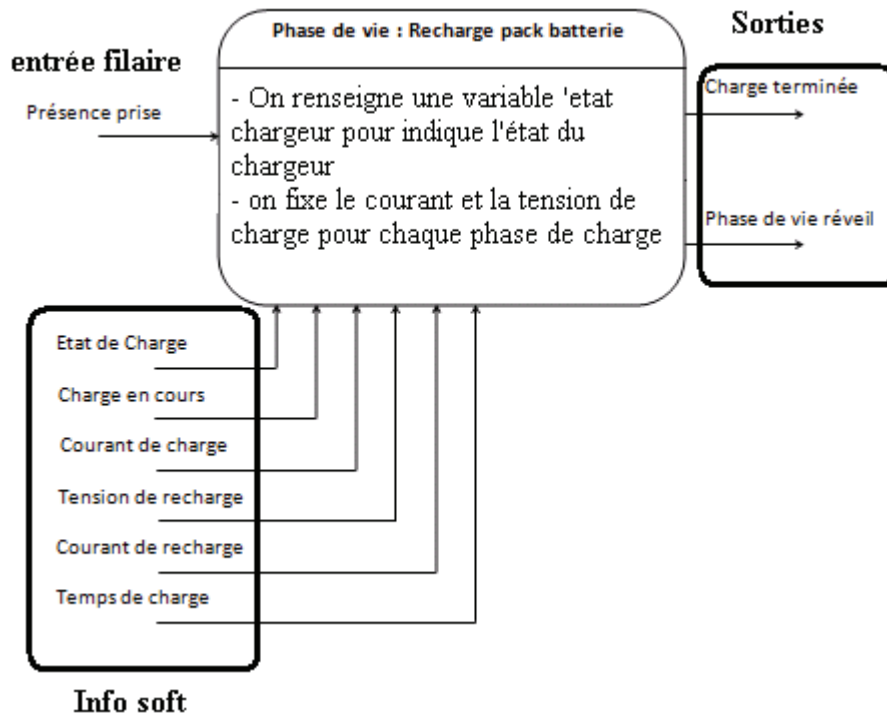 Phase de vie : Recharge pack batterie
Sorties
entrée filaire
Présence prise
- On renseigne une variable 'etat
chargeur pour indique l'état du
chargeur
- on fixe le courant et la tension de
charge pour chaque phase de charge
Charge terminée
Phase de vie réveil
Etat de Charge
Charge en cours
Courant de charge
Tension de recharge
Courant de recharge
Temps de charge
Info soft